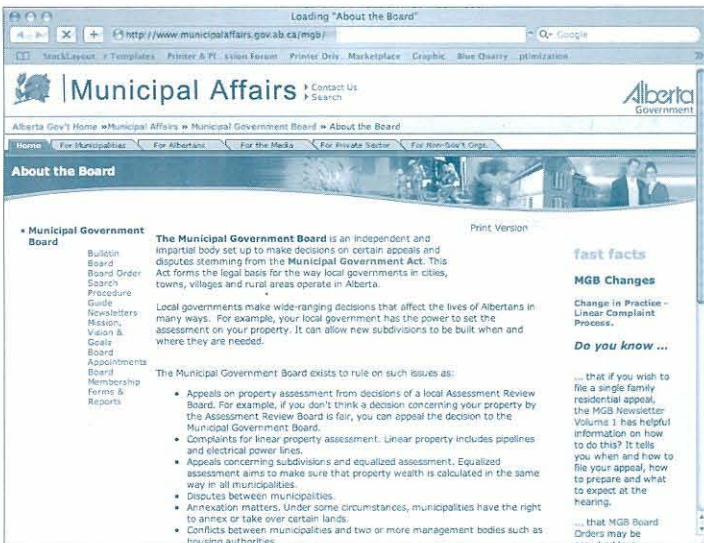 Loading "About the Board"
http://www.municipalaffairs.gov.ab.ca/mgb/
Google
StockLayout
Templates
Printer & Pl
ssion Forum
Printer Driv
Marketplace
Graphic
Blue Quarry
ptimization
Municipal Affairs
Contact Us
Search
Alberta
Government
Alberta Gov't Home »Municipal Affairs » Municipal Government Board » About the Board
Home
For Municipalities
For Albertans
For the Media
For Private Sector
For Non-Gov't Orgs.
About the Board
Municipal Government
Board
Bulletin
Board
Board Order
Search
Procedure
Guide
Newsletters
Mission,
Vision &
Goals
Board
Appointments
Board
Membership
Forms &
Reports
Print Version
The Municipal Government Board is an independent and
impartial body set up to make decisions on certain appeals and
disputes stemming from the Municipal Government Act. This
Act forms the legal basis for the way local governments in cities,
towns, villages and rural areas operate in Alberta.
Local governments make wide-ranging decisions that affect the lives of Albertans in
many ways. For example, your local government has the power to set the
assessment on your property. It can allow new subdivisions to be built when and
where they are needed.
The Municipal Government Board exists to rule on such issues as:
• Appeals on property assessment from decisions of a local Assessment Review
Board. For example, if you don't think a decision concerning your property by
the Assessment Review Board is fair, you can appeal the decision to the
Municipal Government Board.
• Complaints for linear property assessment. Linear property includes pipelines
and electrical power lines.
• Appeals concerning subdivisions and equalized assessment. Equalized
assessment aims to make sure that property wealth is calculated in the same
way in all municipalities.
• Disputes between municipalities.
• Annexation matters. Under some circumstances, municipalities have the right
to annex or take over certain lands.
• Conflicts between municipalities and two or more management bodies such as
housing authorities.
fast facts
MGB Changes
Change in Practice -
Linear Complaint
Process.
Do you know ...
... that if you wish to
file a single family
residential appeal,
the MGB Newsletter
Volume 1 has helpful
information on how
to do this? It tells
you when and how to
file your appeal, how
to prepare and what
to expect at the
hearing.
... that MGB Board
Orders may be